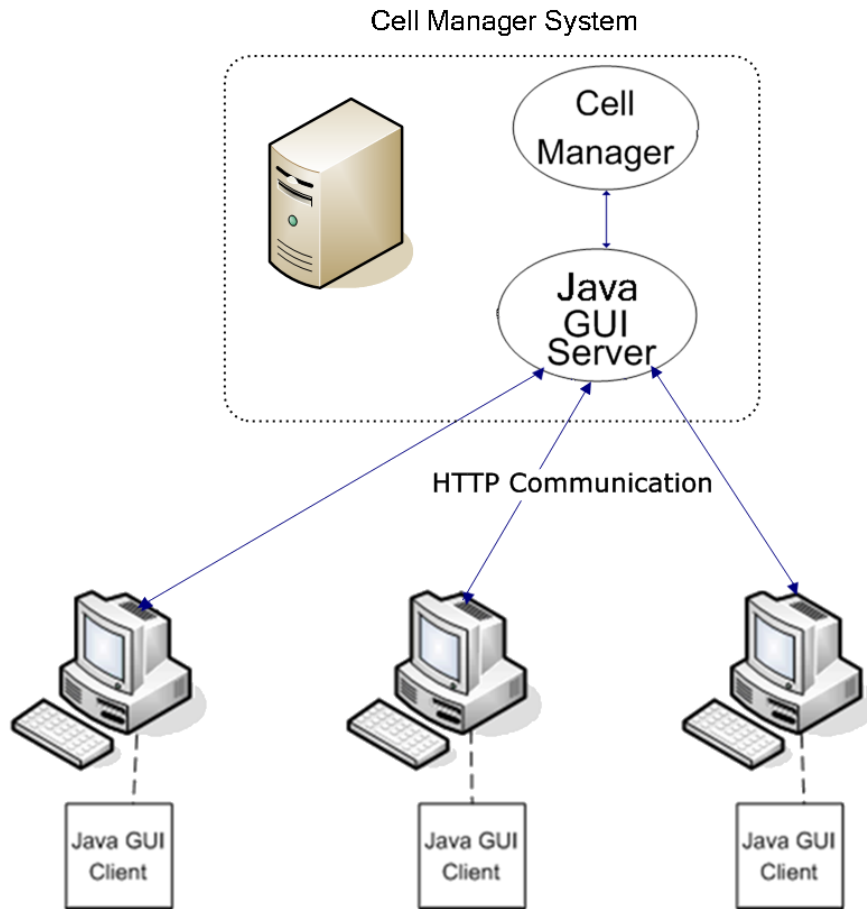 Cell Manager System
Cell
Manager
Java
GUI
Server
HTTP Communication
Java GUI
Client
Java GUI
Client
Java GUI
Client